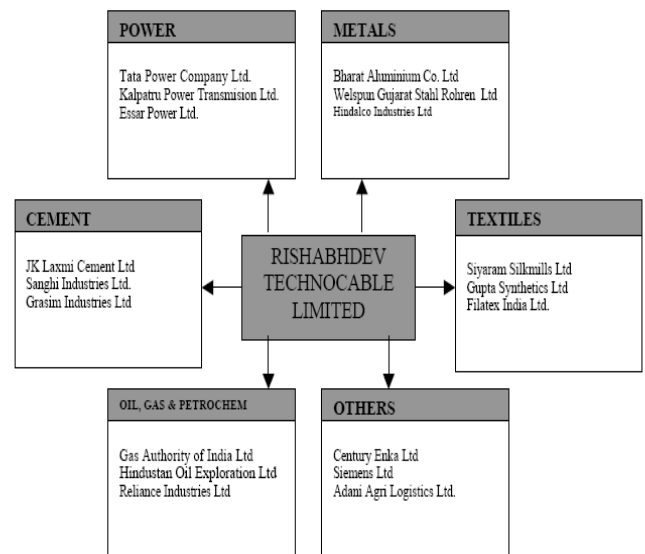 POWER
Tata Power Company Ltd.
Kalpatru Power Transmision Ltd.
Essar Power Ltd.
METALS
Bharat Aluminium Co. Ltd
Welspun Gujarat Stahl Rohren Ltd
Hindalco Industries Ltd
CEMENT
JK Laxmi Cement Ltd
Sanghi Industries Ltd.
Grasim Industries Ltd
RISHABHDEV
TECHNOCABLE
LIMITED
TEXTILES
Siyaram Silkmills Ltd
Gupta Synthetics Ltd
Filatex India Ltd.
OIL, GAS & PETROCHEM
Gas Authority of India Ltd
Hindustan Oil Exploration Ltd
Reliance Industries Ltd
OTHERS
Century Enka Ltd
Siemens Ltd
Adani Agri Logistics Ltd.